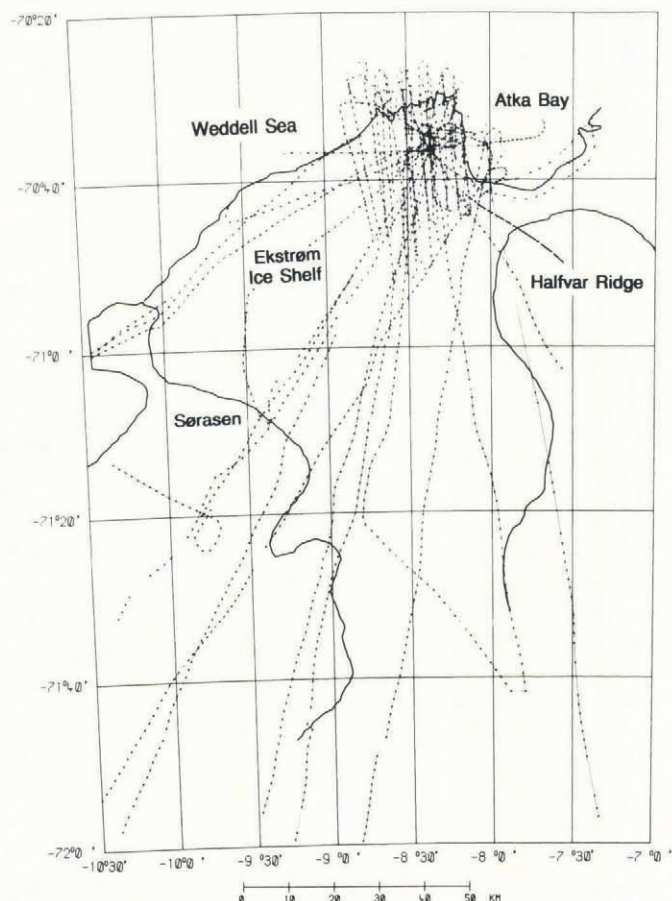 -70°20'
Atka Bay
Weddell Sea
-70°40'
Ekstrøm
Ice Shelf
Halfvar Ridge
-71°0'
Sørasen
-71°20'
-71°40'
-72°0'
-10°30' -10°0' -9°30' -9°0' -8°30' -8°0' -7°30' -7°0'
0 10 20 30 40 50 KM